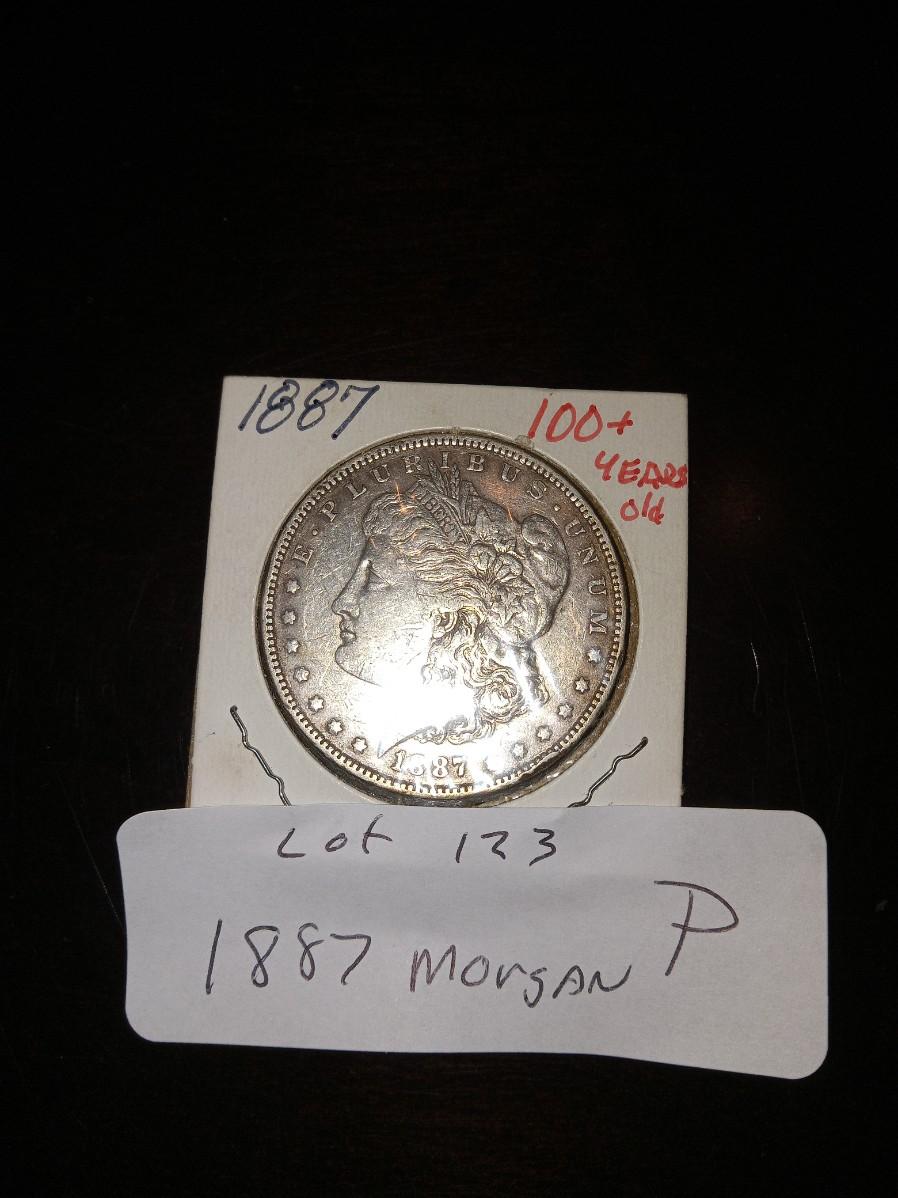 1887
100+
YEARS
old
E·PLURIBUS·UNUM
LIBERTY
1887
Lot 123
1887 Morgan P